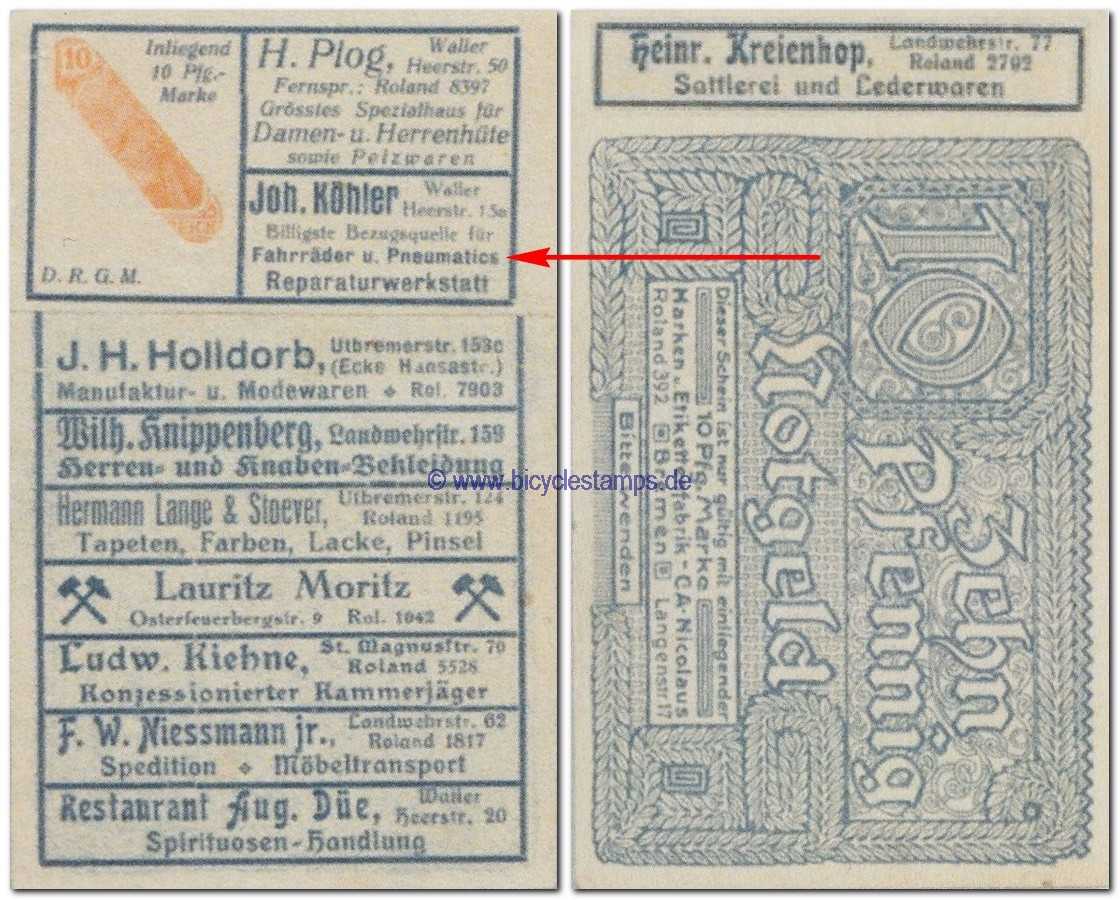 10
Inliegend
10 Pfg.-
Marke
D. R. G. M.
H. Plog, Waller
Heerstr. 50
Fernspr.: Roland 8397
Grösstes Spezialhaus für
Damen- u. Herrenhüte
sowie Pelzwaren
Joh. Köhler Waller
Heerstr.
Billigste Bezugsquelle für
Fahrräder u. Pneumatics
Reparaturwerkstatt
J. H. Holldorb, Utbremerstr. 153c
(Ecke Hansastr.)
Manufaktur- u. Modewaren Rol. 7903
Wilh. Knippenberg, Landwehrstr. 159
Herren- und Knaben-Bekleidung
Hermann Lange & Stoever, Utbremerstr. 124
Roland 1195
Tapeten, Farben, Lacke, Pinsel
Lauritz Moritz
Osterfeuerbergstr. 9 Rol. 1042
Ludw. Kiehne, St. Magnusstr. 70
Roland 5528
Konzessionierter Kammerjäger
F. W. Niessmann jr., Landwehrstr. 62
Roland 1817
Spedition Möbeltransport
Restaurant Aug. Düe, Waller
Heerstr. 20
Spirituosen-Handlung
Heinr. Kreienhop, Landwehrstr. 77
Roland 2792
Sattlerei und Lederwaren
10
Zehn
Pfennig
Notgeld
Dieser Schein ist nur gültig mit einliegender
10 Pfg. Marke
Marken u. Etikettfabrik - C.A. Nicolaus
Roland 392 Bremen Langenstr. 17
Bitte wenden
© www.bicyclestamps.de